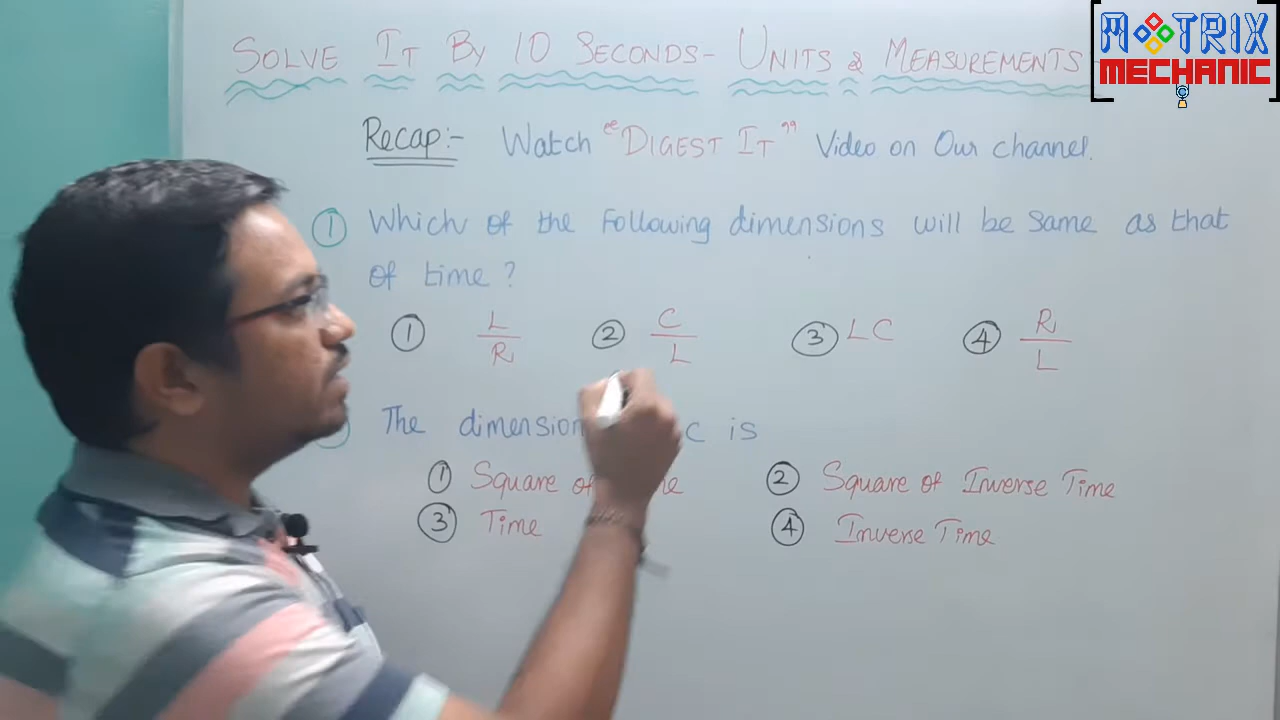 MATRIX
MECHANIC
SOLVE IT BY 10 SECONDS- UNITS & MEASUREMENTS
Recap:- Watch "DIGEST IT" Video on Our channel.
① Which of the Following dimensions will be same as that
of time ?
① L/R ② C/L ③ LC ④ R/L
The dimension C is
① Square of ② Square of Inverse Time
③ Time ④ Inverse Time